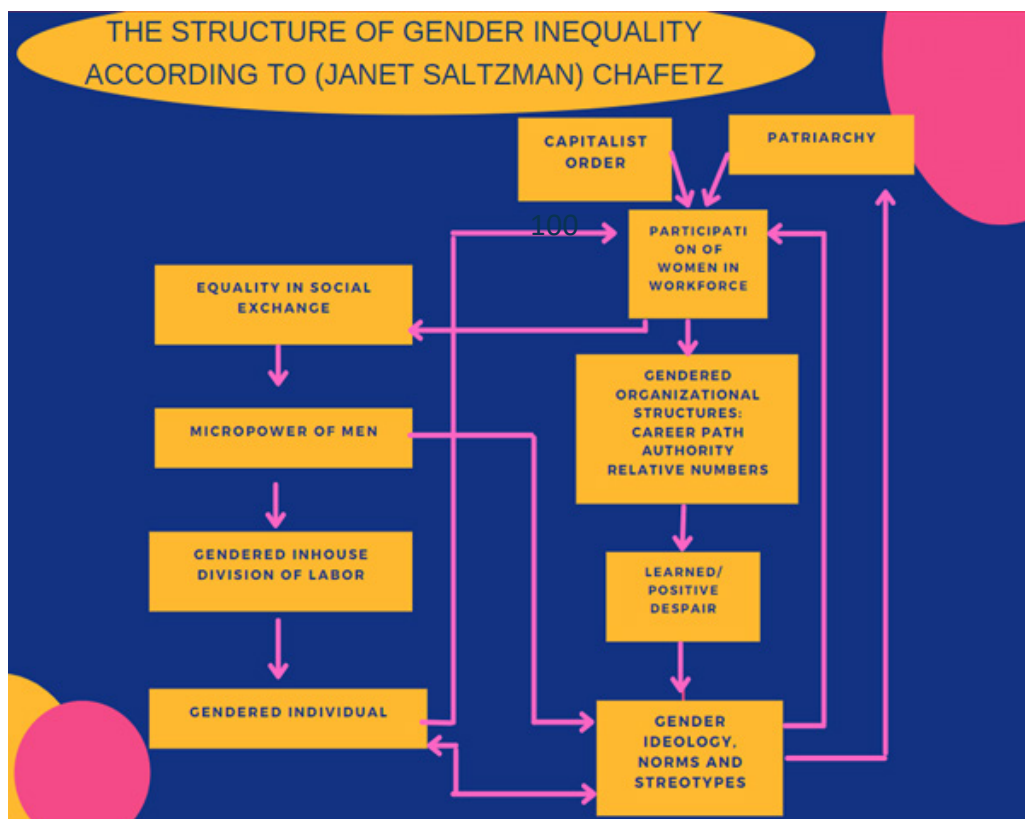 THE STRUCTURE OF GENDER INEQUALITY
ACCORDING TO (JANET SALTZMAN) CHAFETZ
CAPITALIST
ORDER
PATRIARCHY
100
PARTICIPATI
ON OF
WOMEN IN
WORKFORCE
EQUALITY IN SOCIAL
EXCHANGE
GENDERED
ORGANIZATIONAL
STRUCTURES:
CAREER PATH
AUTHORITY
RELATIVE NUMBERS
MICROPOWER OF MEN
GENDERED INHOUSE
DIVISION OF LABOR
LEARNED/
POSITIVE
DESPAIR
GENDERED INDIVIDUAL
GENDER
IDEOLOGY,
NORMS AND
STREOTYPES